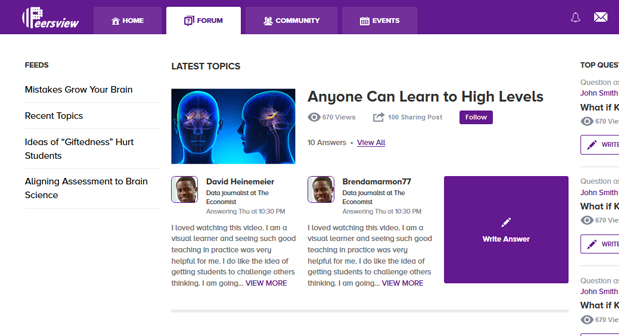 Peersview
HOME
FORUM
COMMUNITY
EVENTS
FEEDS
Mistakes Grow Your Brain
Recent Topics
Ideas of “Giftedness” Hurt
Students
Aligning Assessment to Brain
Science
LATEST TOPICS
Anyone Can Learn to High Levels
670 Views
100 Sharing Post
Follow
10 Answers • View All
David Heinemeier
Data journalist at The
Economist
Answering Thu at 10:30 PM
I loved watching this video. I am a
visual learner and seeing such good
teaching in practice was very
helpful for me. I do like the idea of
getting students to challenge others
thinking. I am going... VIEW MORE
Brendamarmon77
Data journalist at The
Economist
Answering Thu at 10:30 PM
I loved watching this video. I am a
visual learner and seeing such good
teaching in practice was very
helpful for me. I do like the idea of
getting students to challenge others
thinking. I am going... VIEW MORE
Write Answer
TOP QUES
Question as
John Smith
What if K
670 Vie
WRITE
Question as
John Smith
What if K
670 Vie
WRITE
Question as
John Smith
What if K
670 Vie